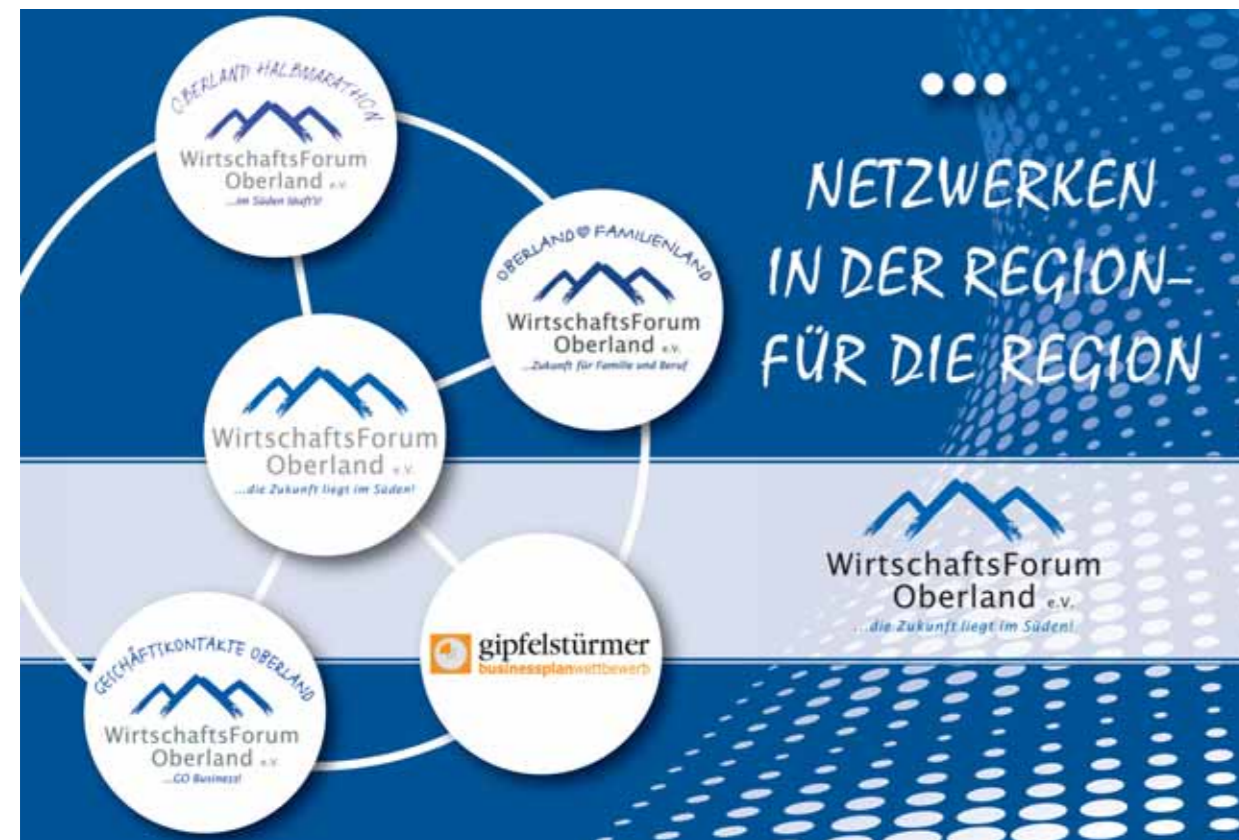 OBERLAND HALBMARATHON
WirtschaftsForum
Oberland e.V.
...im Süden läuft's!
OBERLAND FAMILIENLAND
WirtschaftsForum
Oberland e.V.
...Zukunft für Familie und Beruf
WirtschaftsForum
Oberland e.V.
...die Zukunft liegt im Süden!
gipfelstürmer
businessplanwettbewerb
GESCHÄFTKONTAKTE OBERLAND
WirtschaftsForum
Oberland e.V.
...GO Business!
NETZWERKEN
IN DER REGION–
FÜR DIE REGION
WirtschaftsForum
Oberland e.V.
...die Zukunft liegt im Süden!